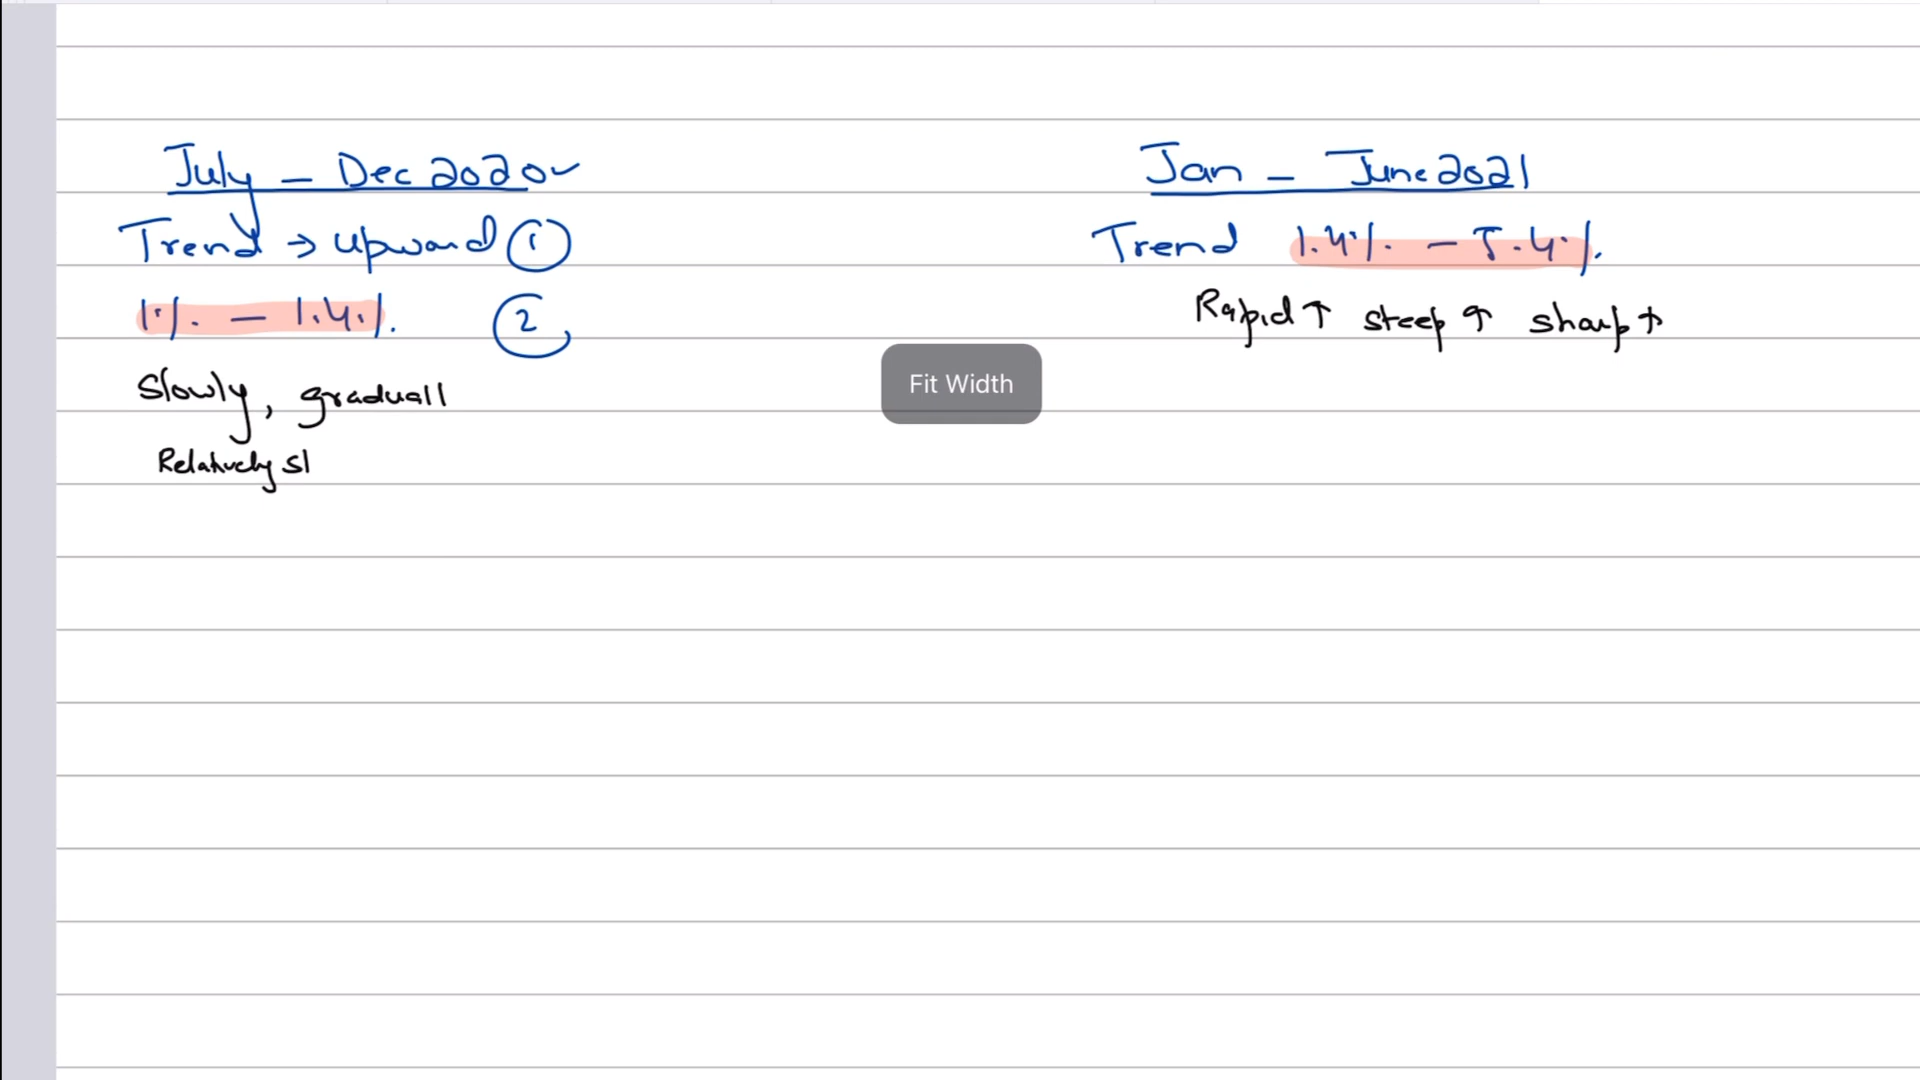 July - Dec 2020
Trend → upward ①
1% - 1.4%. ②
Slowly, graduall
Relatively sl
Jan - June 2021
Trend 1.4% - 5.4%.
Rapid ↑ steep ↑ sharp ↑
Fit Width